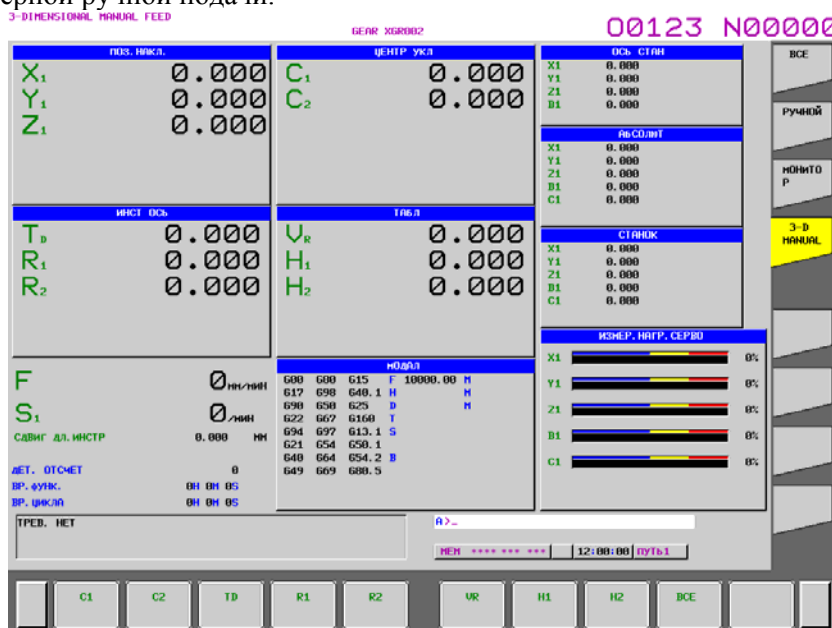 ерной ручной подачи.
3-DIMENSIONAL MANUAL FEED
GEAR XGR002
O0123 N00000
ПОЗ. НАКЛ.
X1 0.000
Y1 0.000
Z1 0.000
ЦЕНТР УКЛ
C1 0.000
C2 0.000
ОСЬ СТАН
X1 0.000
Y1 0.000
Z1 0.000
B1 0.000
АБСОЛЮТ
X1 0.000
Y1 0.000
Z1 0.000
B1 0.000
C1 0.000
ИНСТ ОСЬ
TD 0.000
R1 0.000
R2 0.000
ТАБЛ
VR 0.000
H1 0.000
H2 0.000
СТАНОК
X1 0.000
Y1 0.000
Z1 0.000
B1 0.000
C1 0.000
ИЗМЕР. НАГР. СЕРВО
X1 0%
Y1 0%
Z1 0%
B1 0%
C1 0%
F 0 ММ/МИН
S1 0 /МИН
СДВИГ ДЛ. ИНСТР 0.000 ММ
ДЕТ. ОТСЧЕТ 0
ВР. ФУНК. 0H 0M 0S
ВР. ЦИКЛА 0H 0M 0S
МОДАЛ
G00 G80 G15 F 10000.00 M
G17 G98 G40.1 H M
G90 G50 G25 D M
G22 G67 G160 T
G94 G97 G13.1 S
G21 G54 G50.1
G40 G64 G54.2 B
G49 G69 G80.5
ТРЕВ. НЕТ
A>_
MEM **** *** *** 12:00:00 ПУТЬ1
ВСЕ
РУЧНОЙ
МОНИТО
Р
3-D
MANUAL
C1 C2 TD R1 R2 VR H1 H2 ВСЕ